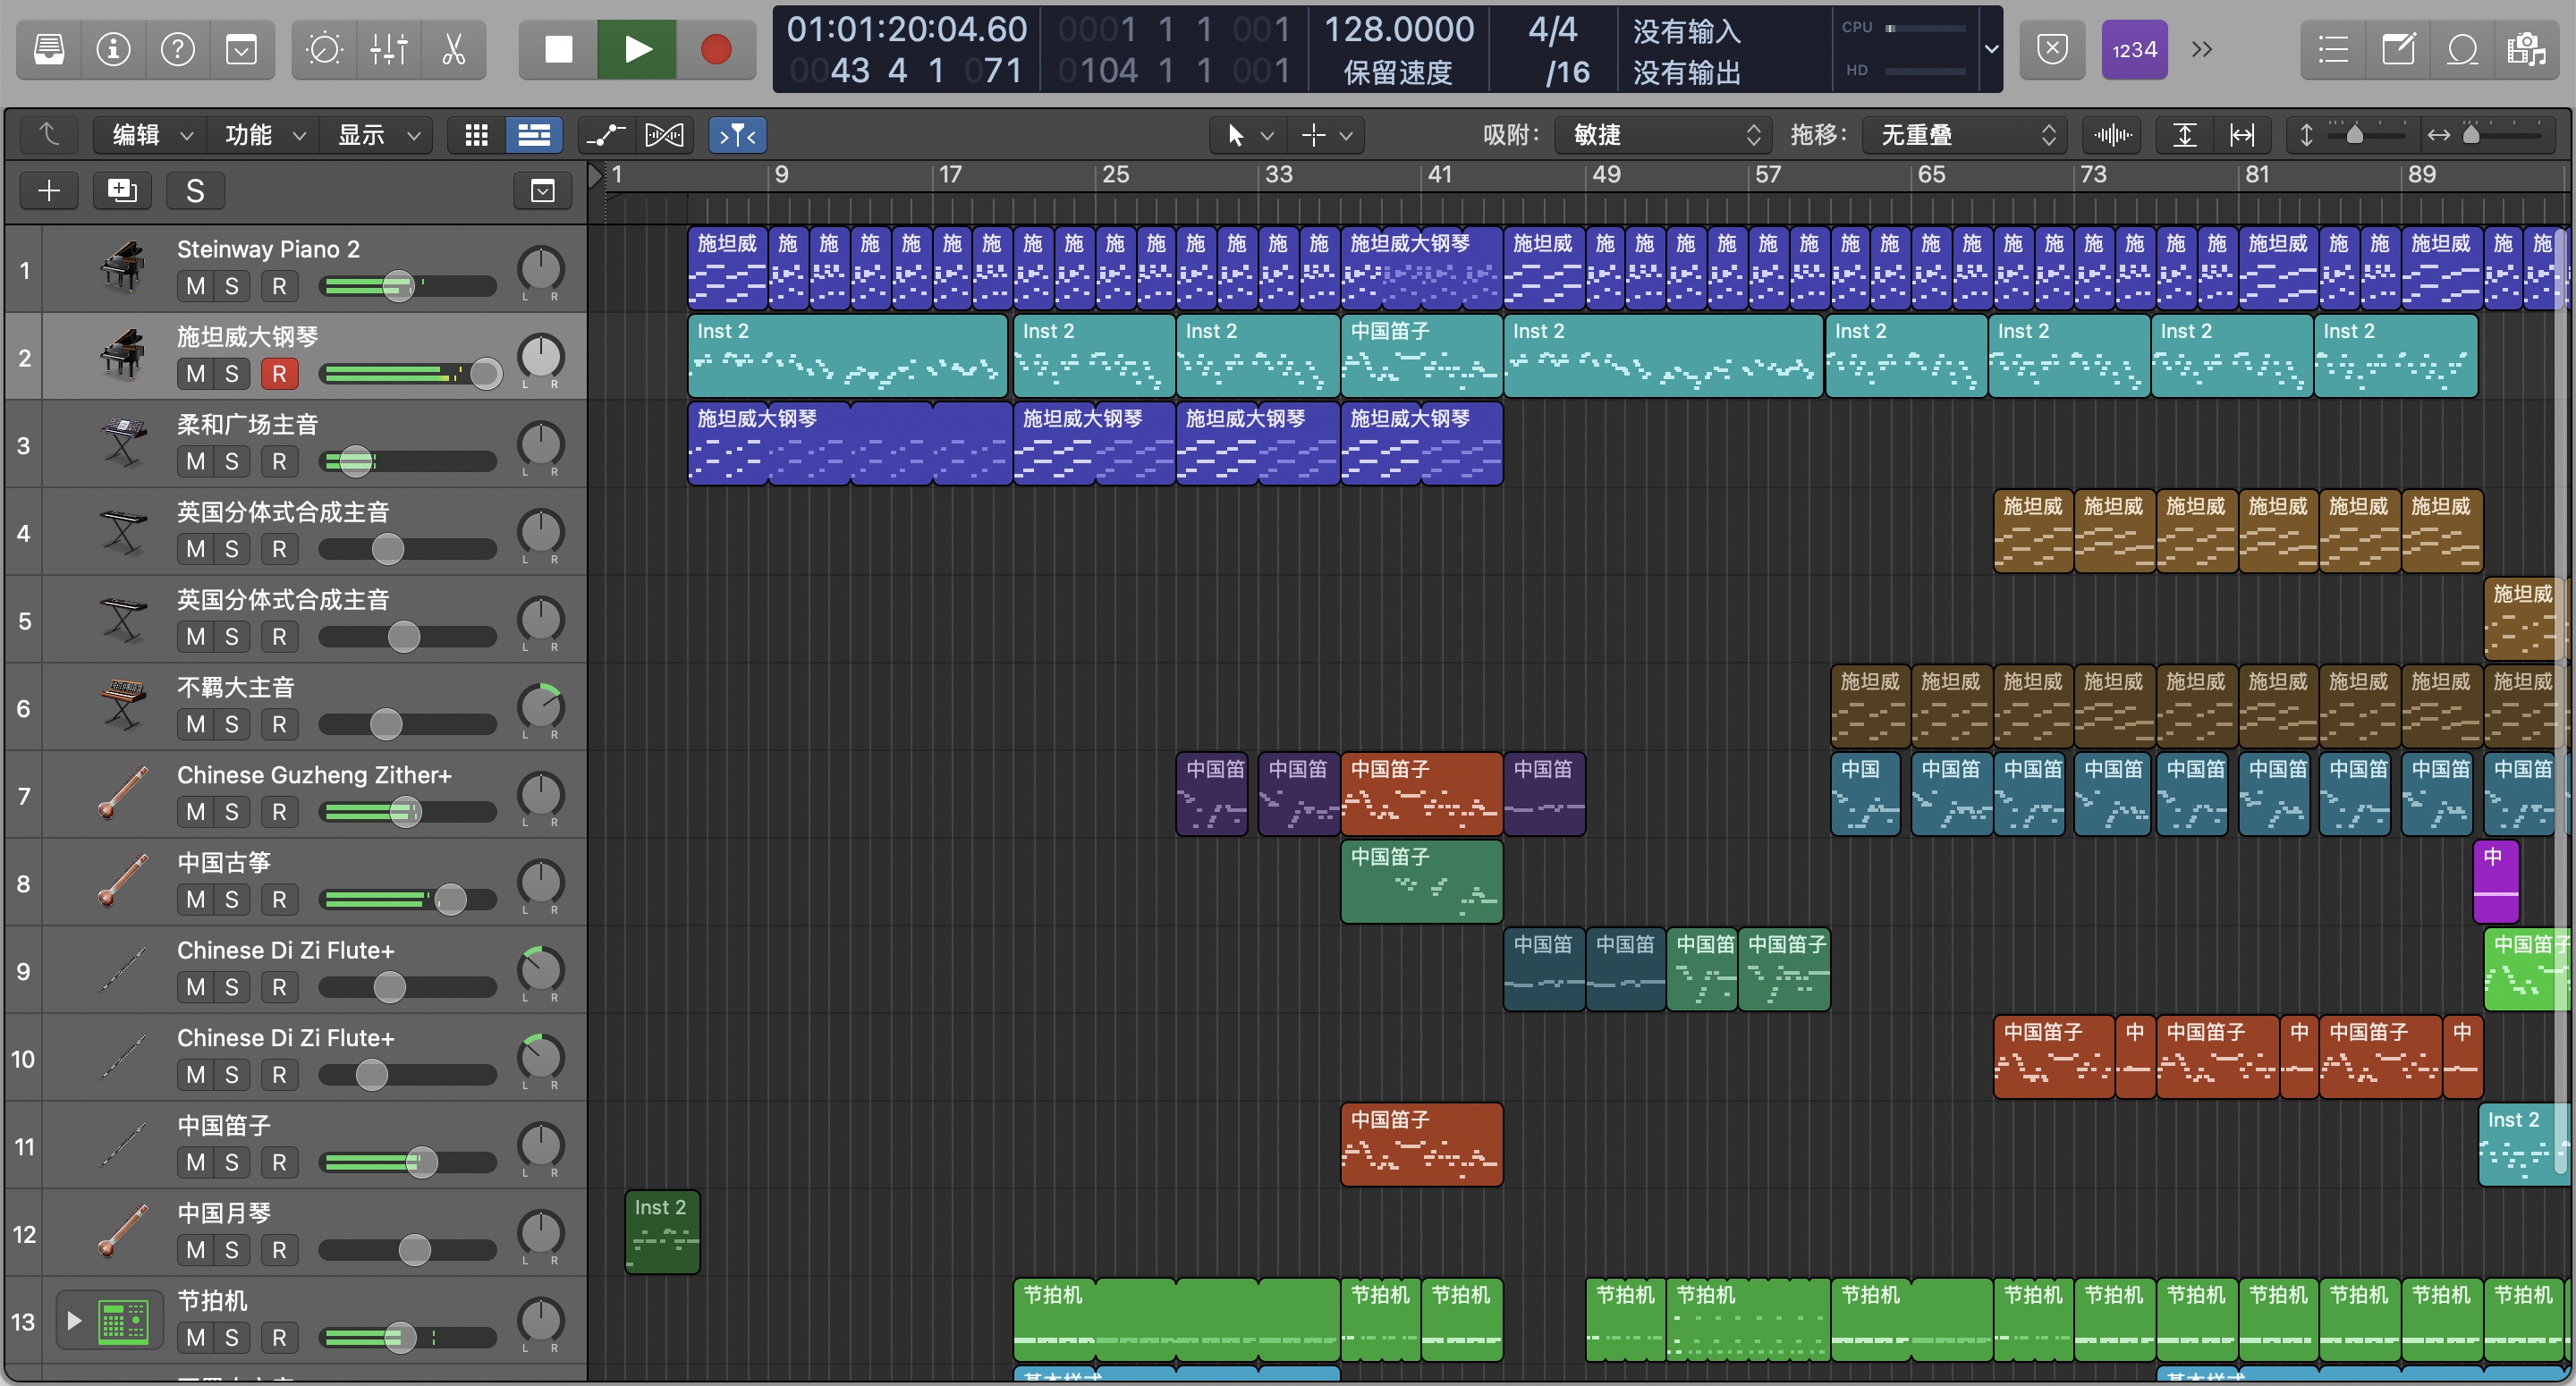 01:01:20:04.60
0001 1 1 001
128.0000
4/4
没有输入
CPU
0043 4 1 071
0104 1 1 001
保留速度
/16
没有输出
HD
1234
编辑
功能
显示
吸附:
敏捷
拖移:
无重叠
S
1 9 17 25 33 41 49 57 65 73 81 89
1
Steinway Piano 2
M S R
L R
施坦威 施 施 施 施 施 施 施 施 施 施 施 施 施 施 施坦威大钢琴 施坦威 施 施 施 施 施 施 施 施 施 施 施 施 施 施 施 施 施坦威 施 施 施坦威 施 施
2
施坦威大钢琴
M S R
L R
Inst 2 Inst 2 Inst 2 中国笛子 Inst 2 Inst 2 Inst 2 Inst 2 Inst 2
3
柔和广场主音
M S R
L R
施坦威大钢琴 施坦威大钢琴 施坦威大钢琴 施坦威大钢琴
4
英国分体式合成主音
M S R
L R
施坦威 施坦威 施坦威 施坦威 施坦威 施坦威
5
英国分体式合成主音
M S R
L R
施坦威
6
不羁大主音
M S R
L R
施坦威 施坦威 施坦威 施坦威 施坦威 施坦威 施坦威 施坦威 施坦威
7
Chinese Guzheng Zither+
M S R
L R
中国笛 中国笛 中国笛子 中国笛 中国 中国笛 中国笛 中国笛 中国笛 中国笛 中国笛 中国笛 中国笛
8
中国古筝
M S R
L R
中国笛子 中
9
Chinese Di Zi Flute+
M S R
L R
中国笛 中国笛 中国笛 中国笛子 中国笛子
10
Chinese Di Zi Flute+
M S R
L R
中国笛子 中 中国笛子 中 中国笛子 中
11
中国笛子
M S R
L R
中国笛子 Inst 2
12
中国月琴
M S R
L R
Inst 2
13
节拍机
M S R
L R
节拍机 节拍机 节拍机 节拍机 节拍机 节拍机 节拍机 节拍机 节拍机 节拍机 节拍机 节拍机 节拍机
基本样式 基本样式